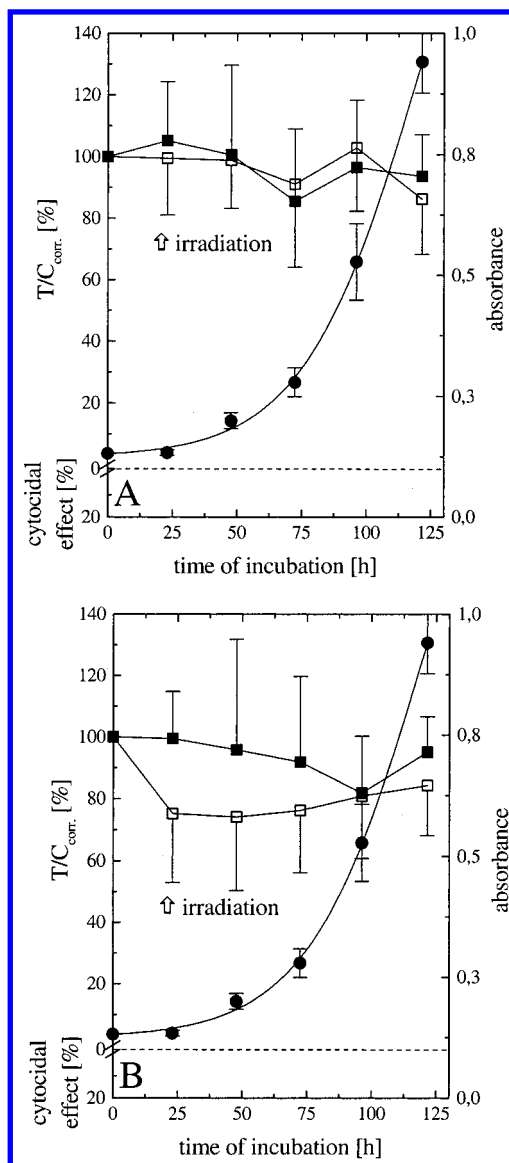 140
120
100
80
60
40
20
0
20
T/C corr. [%]
cytocidal
effect [%]
1,0
0,8
0,5
0,3
0,0
absorbance
⇧ irradiation
A
0 25 50 75 100 125
time of incubation [h]
140
120
100
80
60
40
20
0
20
T/C corr. [%]
cytocidal
effect [%]
1,0
0,8
0,5
0,3
0,0
absorbance
⇧ irradiation
B
0 25 50 75 100 125
time of incubation [h]